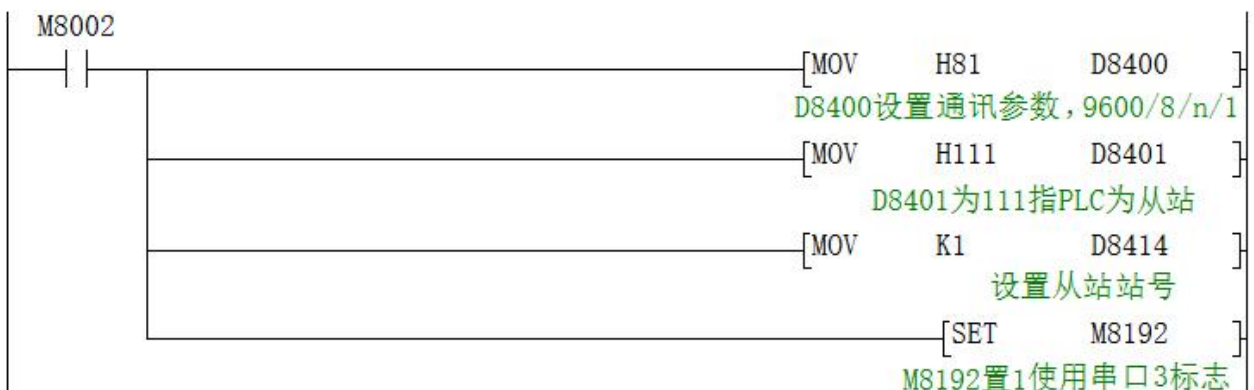 M8002
[MOV H81 D8400 ]
D8400设置通讯参数,9600/8/n/1
[MOV H111 D8401 ]
D8401为111指PLC为从站
[MOV K1 D8414 ]
设置从站站号
[SET M8192 ]
M8192置1使用串口3标志